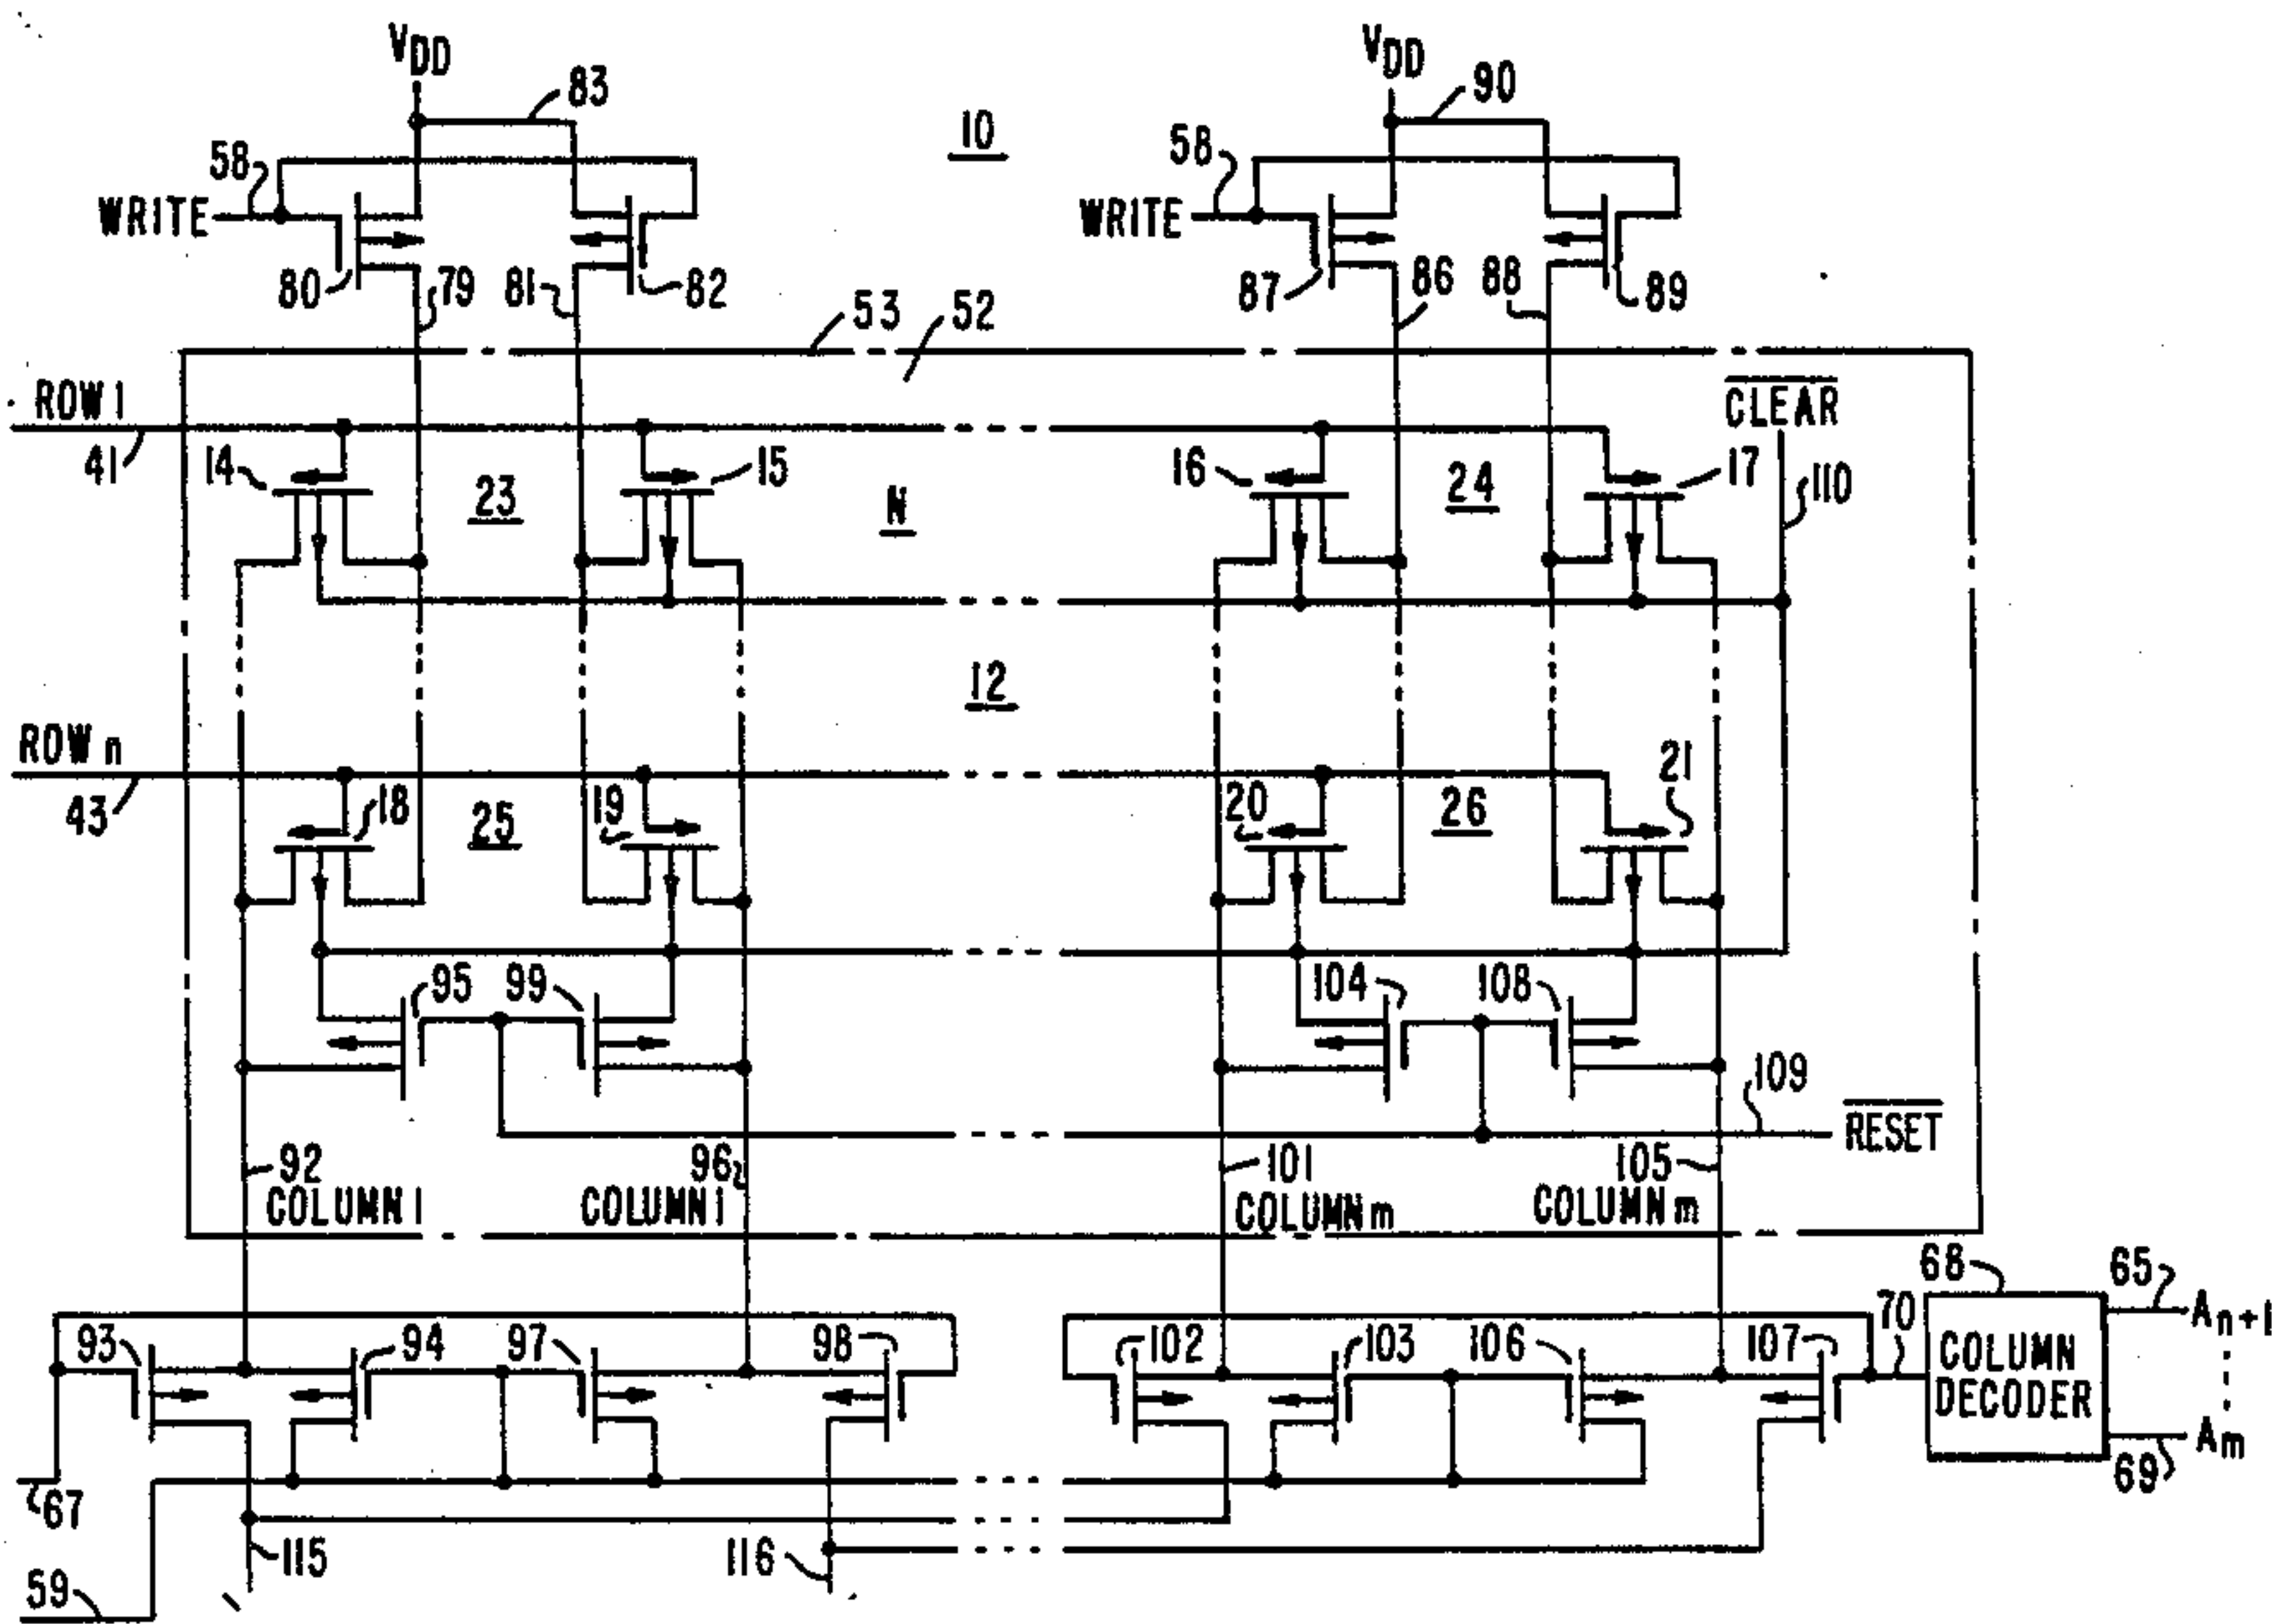 VDD VDD
83 90
10
58 58
WRITE WRITE
80 79 81 82 87 86 88 89
53 52
ROW 1 CLEAR
41 14 23 15 N 16 24 17 110
12
ROW n
43 18 25 19 20 26 21
95 99 104 108
109
RESET
92 96 101 105
COLUMN 1 COLUMN 1 COLUMN m COLUMN m
68 65
93 94 97 98 102 103 106 107 70 An+1
COLUMN
DECODER
Am
67 69
115 116
59